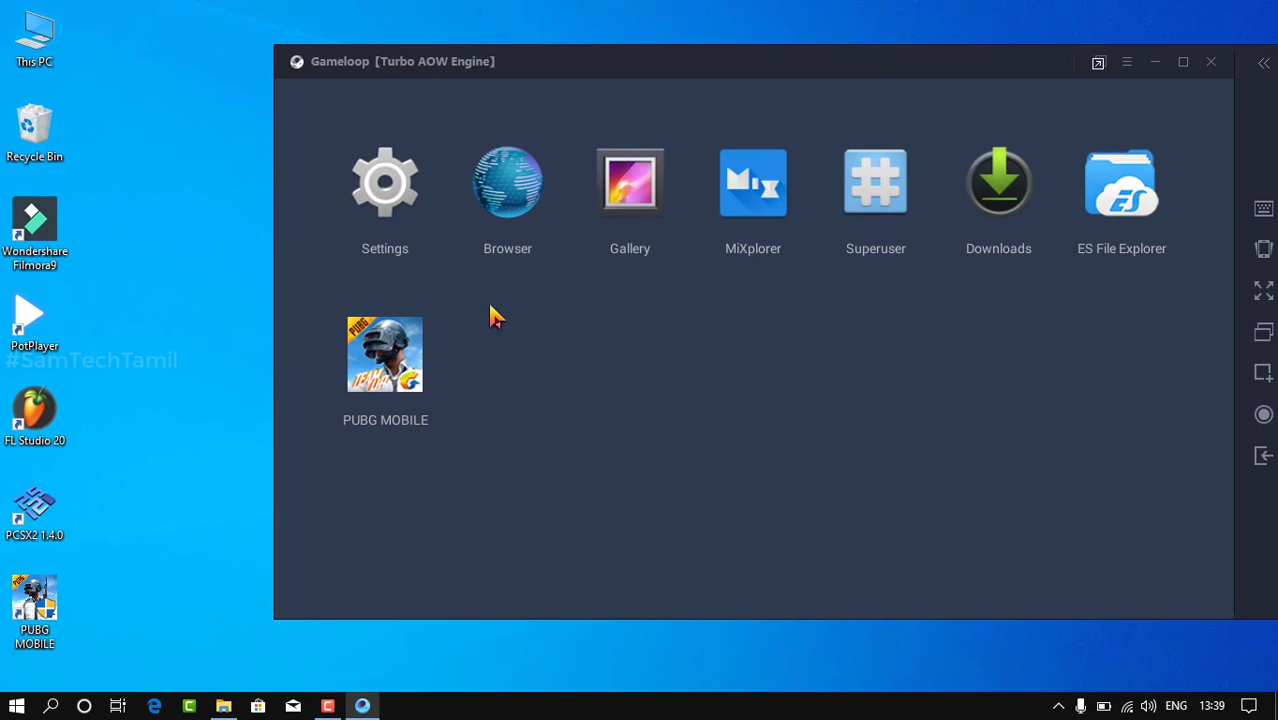 This PC
Recycle Bin
Wondershare
Filmora9
PotPlayer
#SamTechTamil
FL Studio 20
PCSX2 1.4.0
PUBG
MOBILE
Gameloop [Turbo AOW Engine]
Settings
Browser
Gallery
MiXplorer
Superuser
Downloads
ES File Explorer
PUBG MOBILE
ENG
13:39